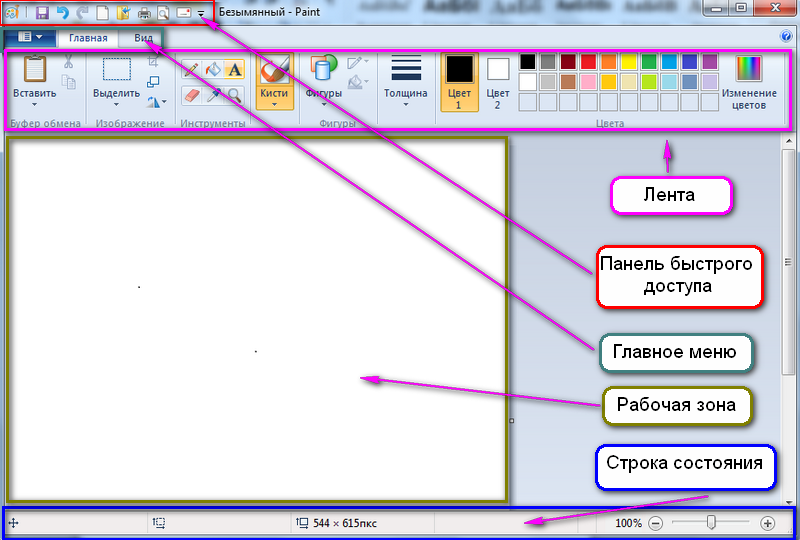 Безымянный - Paint
Главная Вид
Вставить
Выделить
A
Кисти
Фигуры
Толщина
Цвет 1
Цвет 2
Изменение цветов
Буфер обмена Изображение Инструменты Фигуры Цвета
Лента
Панель быстрого
доступа
Главное меню
Рабочая зона
Строка состояния
544 × 615пкс
100%